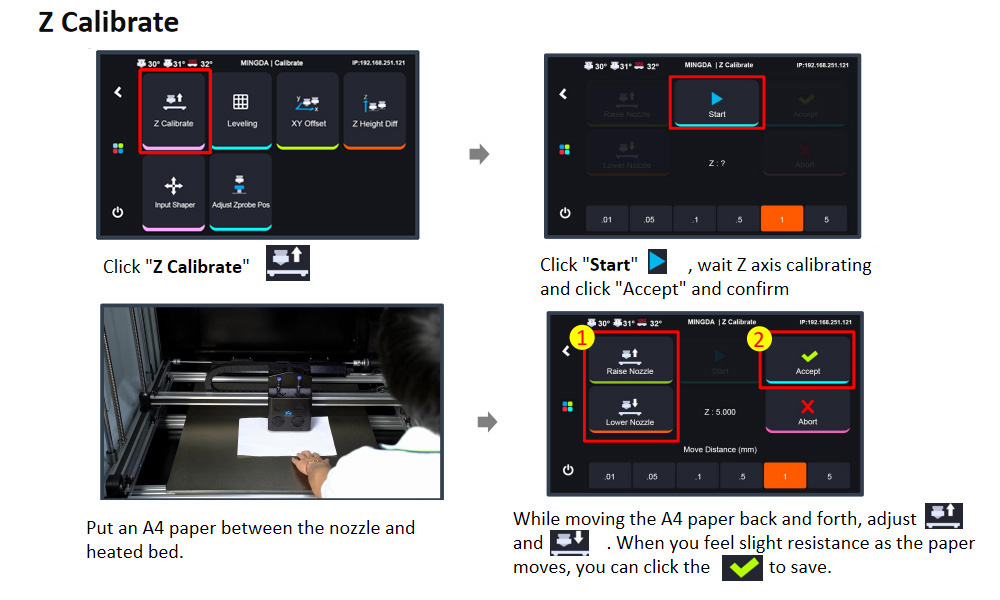 Z Calibrate
30° 31° 32° MINGDA | Calibrate IP:192.168.251.121
Z Calibrate Leveling XY Offset Z Height Diff
Input Shaper Adjust Zprobe Pos
Click "Z Calibrate"
30° 31° 32° MINGDA | Z Calibrate IP:192.168.251.121
Raise Nozzle Start Accept
Lower Nozzle Z : ? Abort
.01 .05 .1 .5 1 5
Click "Start" , wait Z axis calibrating
and click "Accept" and confirm
Put an A4 paper between the nozzle and
heated bed.
30° 31° 32° MINGDA | Z Calibrate IP:192.168.251.121
1 2
Raise Nozzle Start Accept
Lower Nozzle Z : 5.000 Abort
Move Distance (mm)
.01 .05 .1 .5 1 5
While moving the A4 paper back and forth, adjust
and . When you feel slight resistance as the paper
moves, you can click the to save.